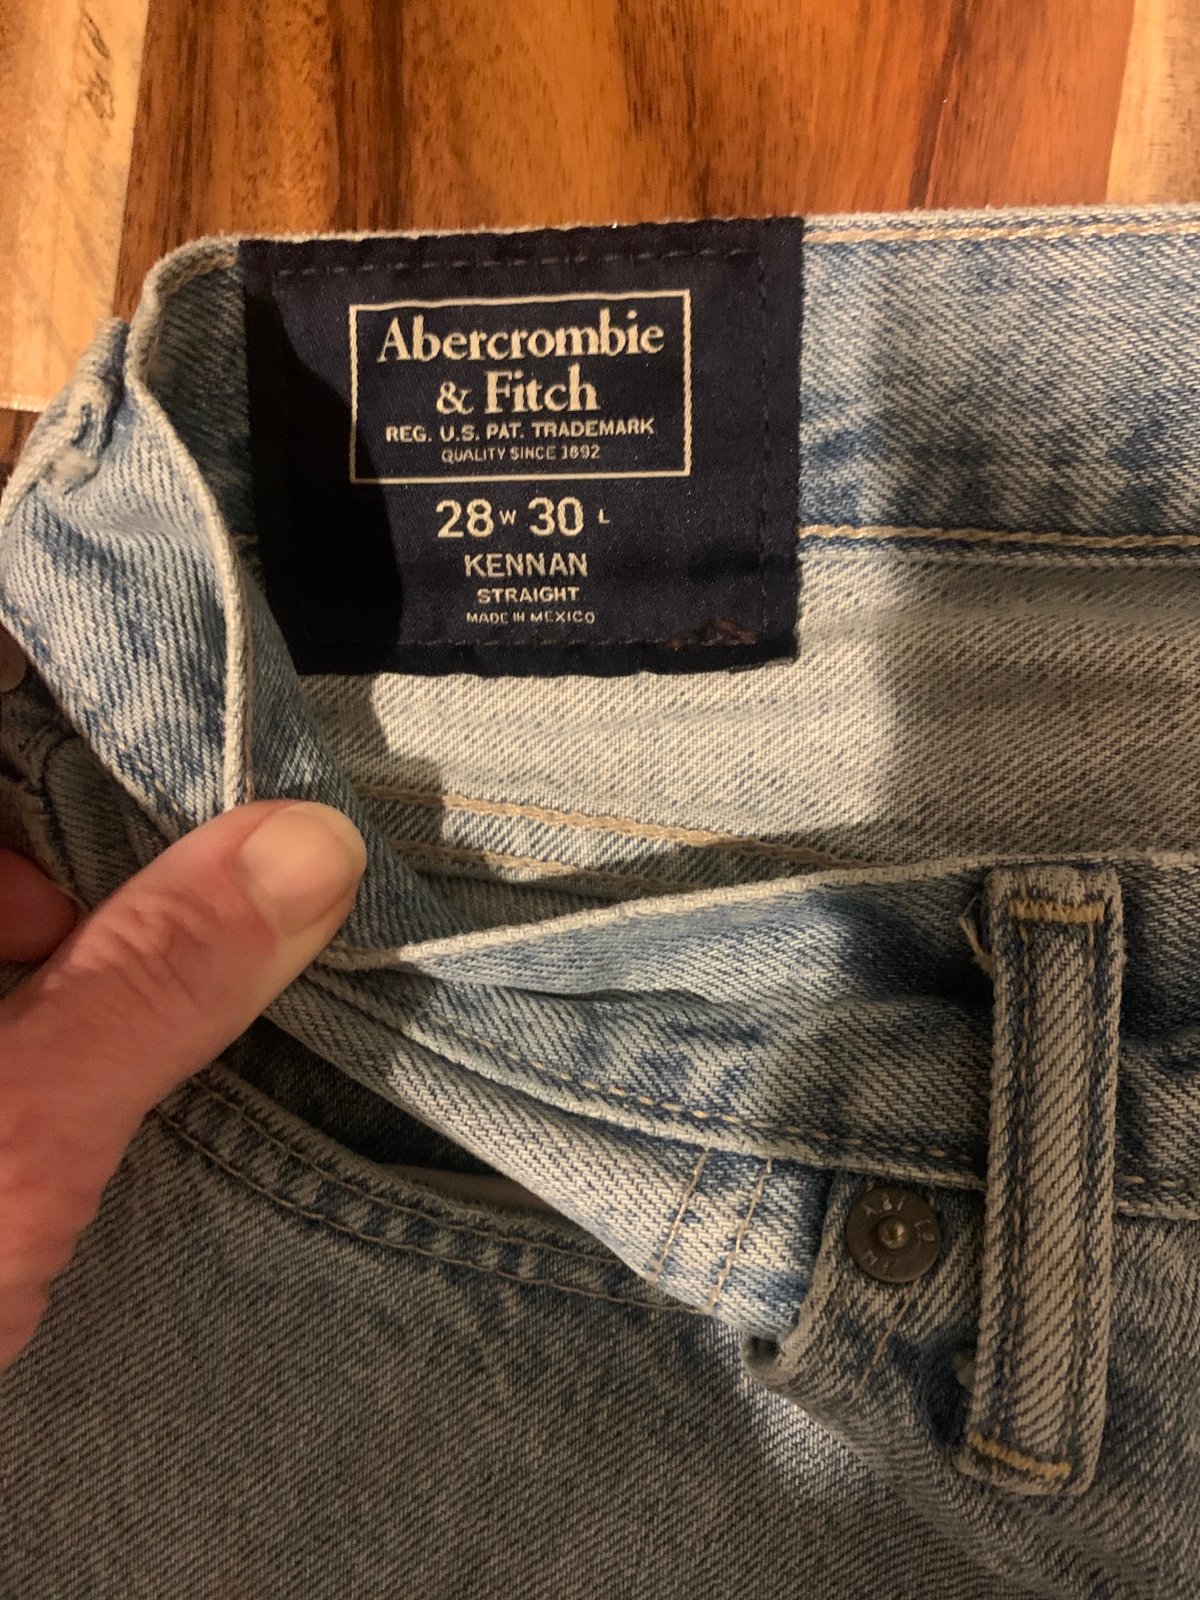 Abercrombie
& Fitch
REG. U.S. PAT. TRADEMARK
QUALITY SINCE 1892
28 W 30 L
KENNAN
STRAIGHT
MADE IN MEXICO